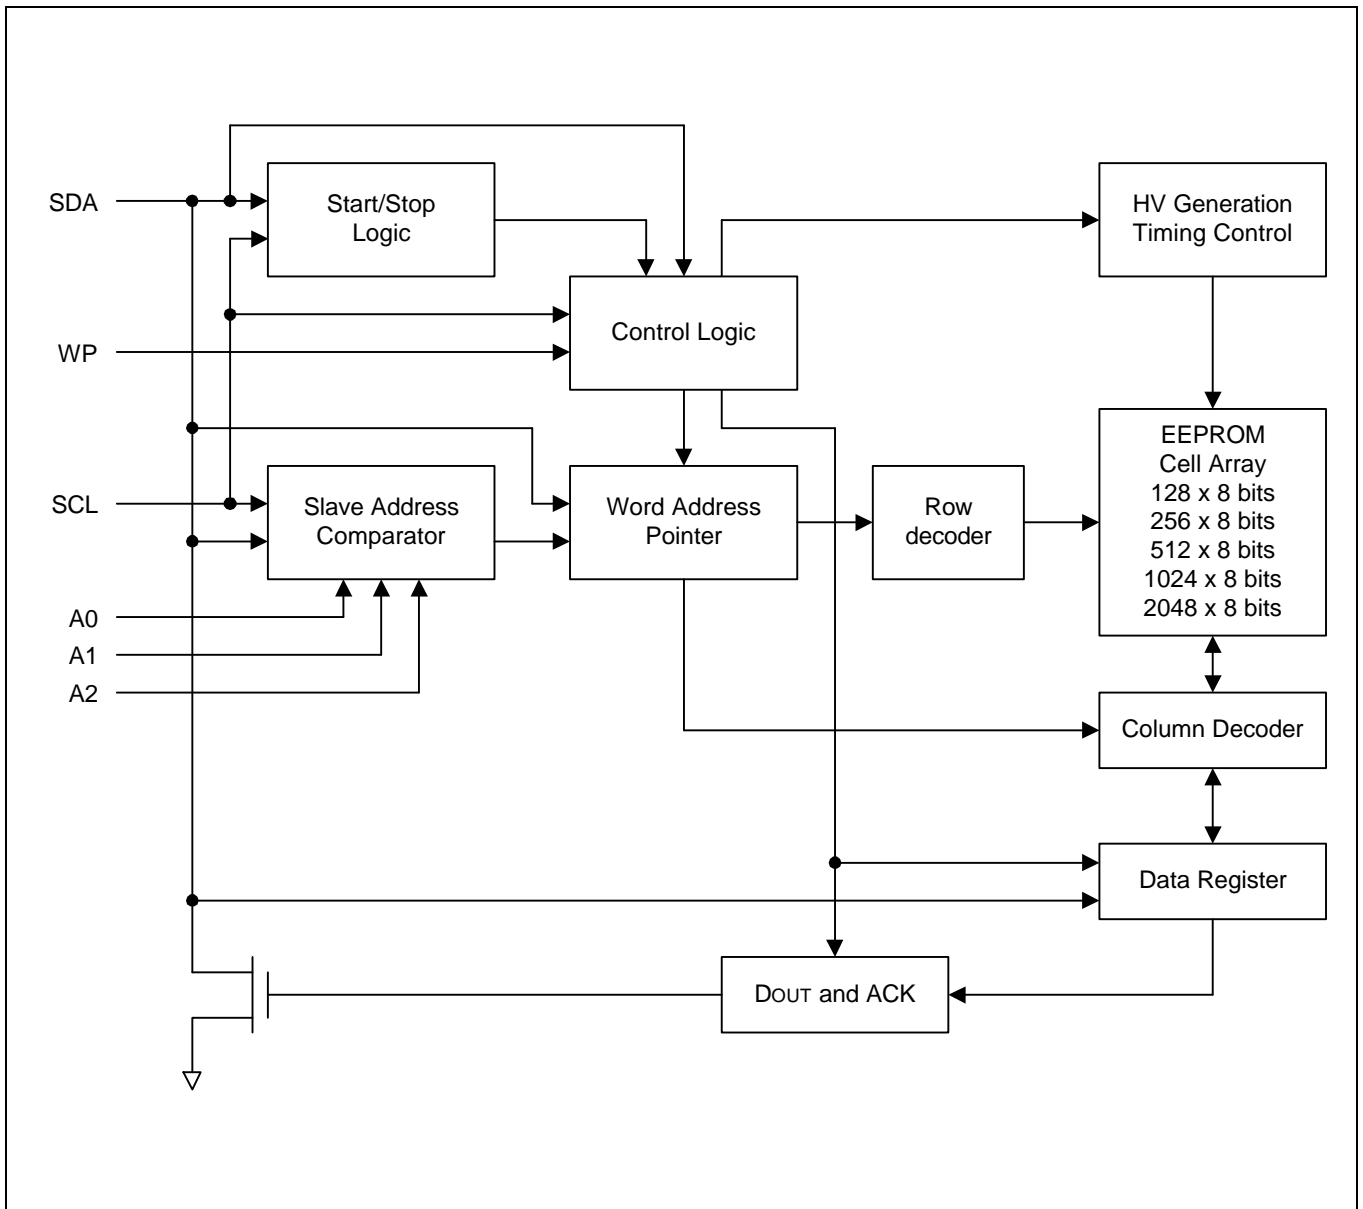 SDA
Start/Stop
Logic
HV Generation
Timing Control
WP
Control Logic
SCL
Slave Address
Comparator
Word Address
Pointer
Row
decoder
EEPROM
Cell Array
128 x 8 bits
256 x 8 bits
512 x 8 bits
1024 x 8 bits
2048 x 8 bits
A0
A1
A2
Column Decoder
Data Register
DOUT and ACK